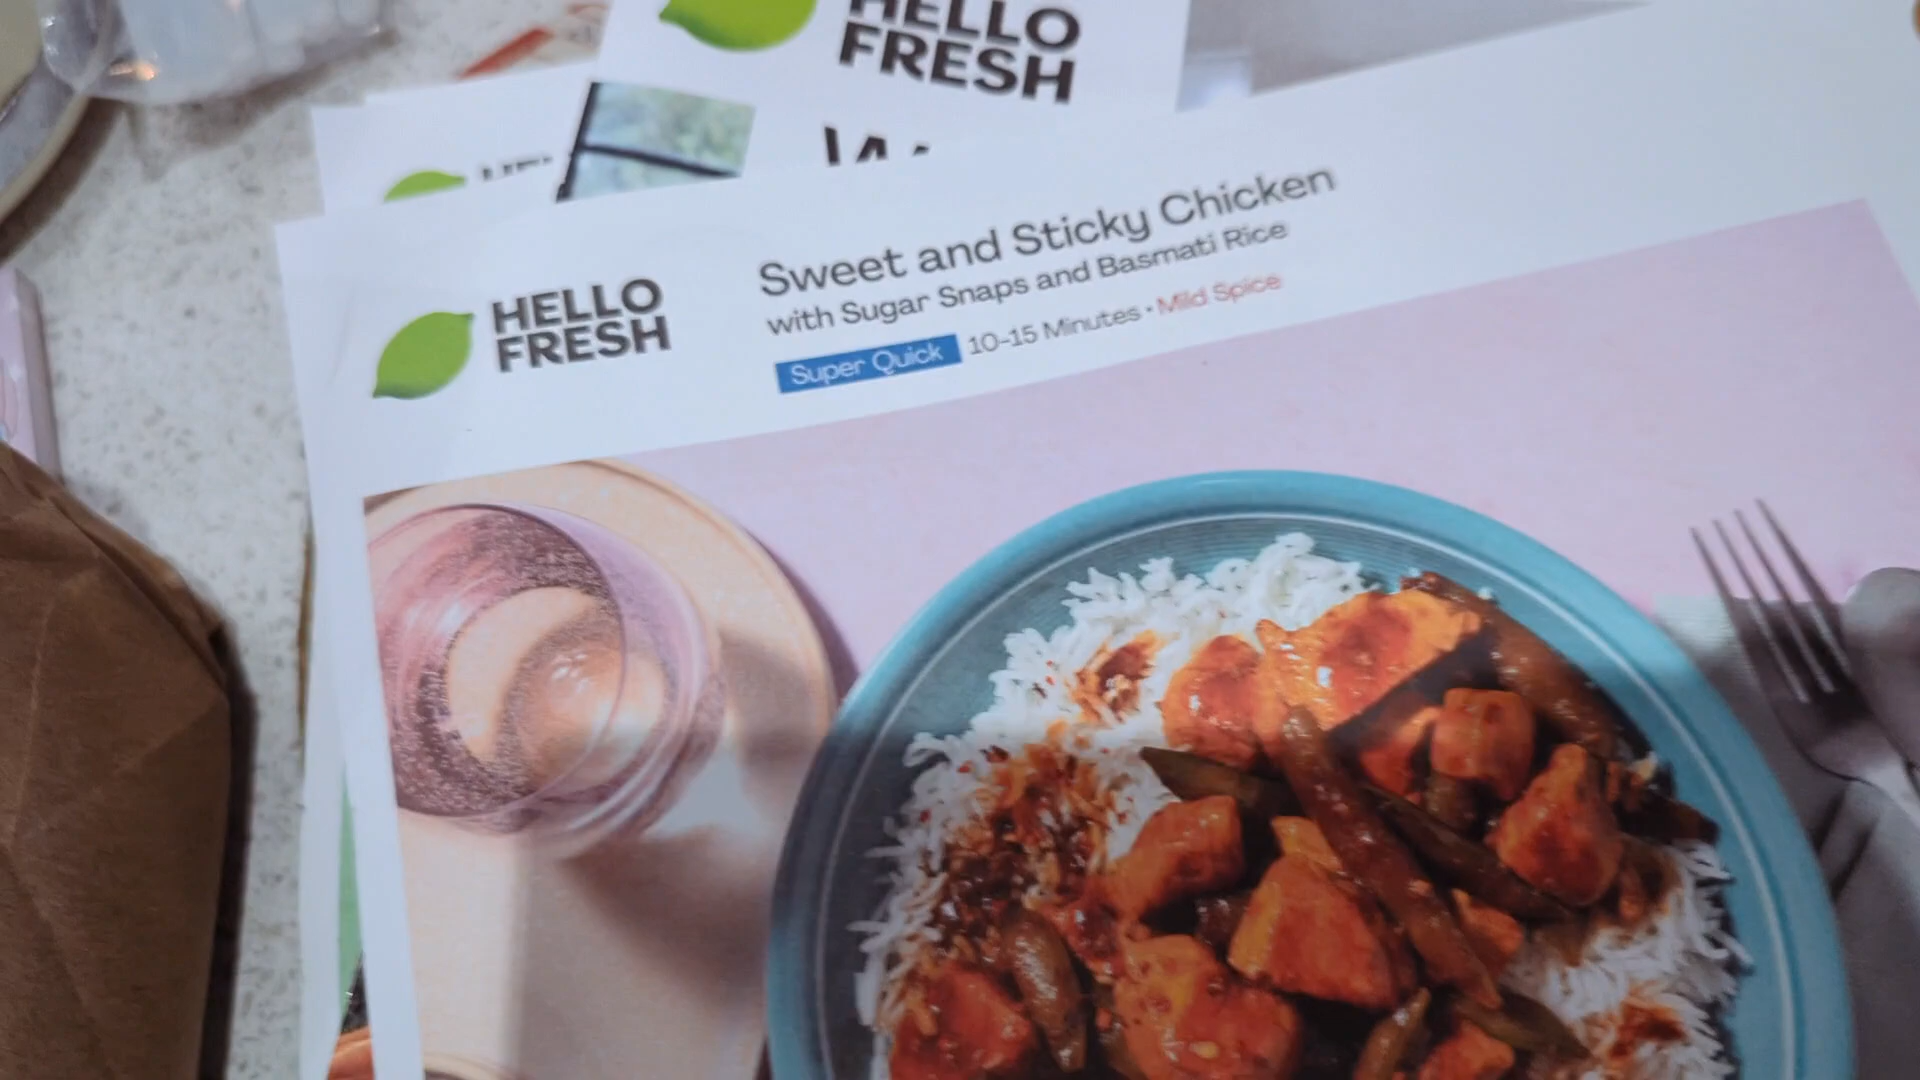 HELLO
FRESH
HELLO
FRESH
Sweet and Sticky Chicken
with Sugar Snaps and Basmati Rice
Super Quick 10-15 Minutes • Mild Spice